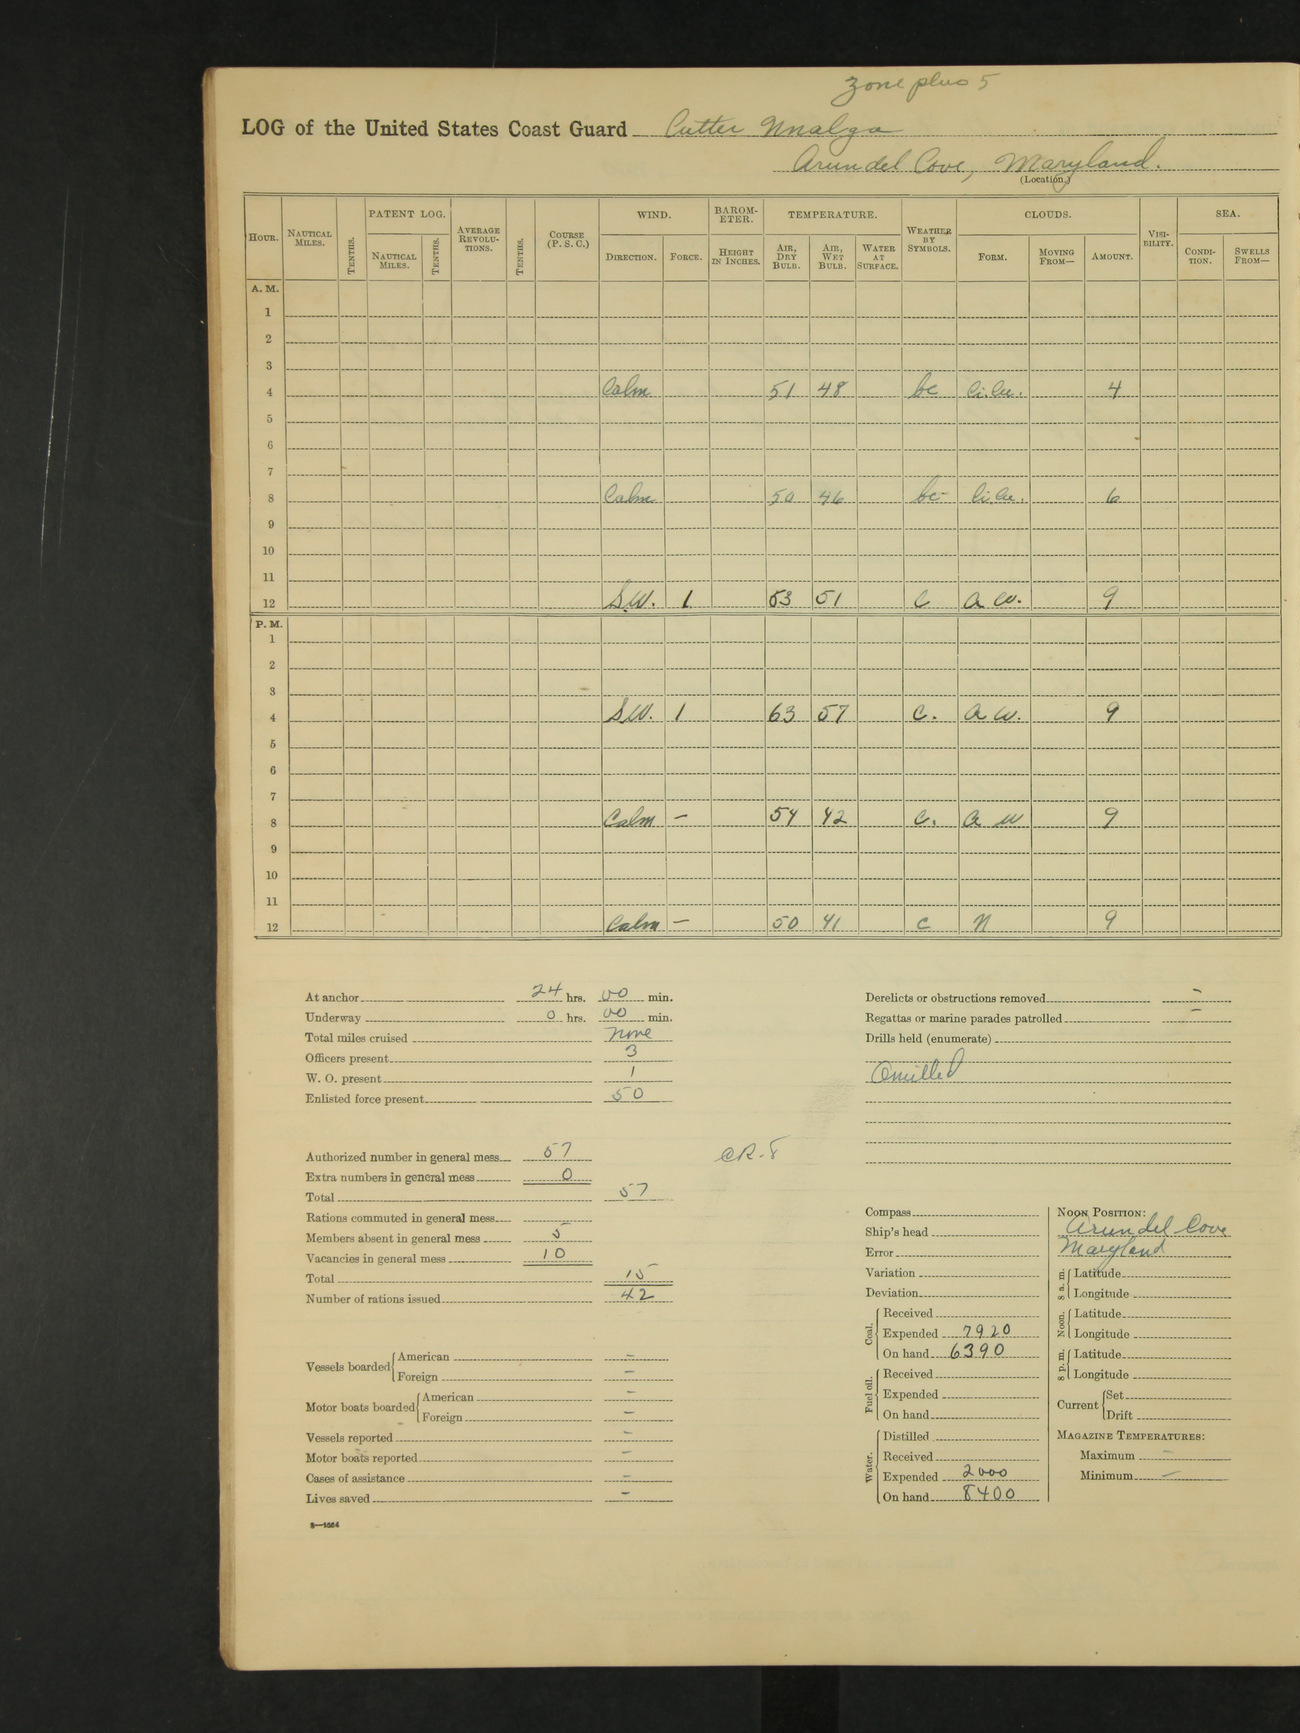 Zone plus 5
LOG of the United States Coast Guard Cutter Unalga
Arundel Cove, Maryland.
(Location.)
HOUR. NAUTICAL MILES. TENTHS. PATENT LOG. NAUTICAL MILES. TENTHS. AVERAGE REVOLUTIONS. TENTHS. COURSE (P. S. C.) WIND. DIRECTION. FORCE. BAROMETER. HEIGHT IN INCHES. TEMPERATURE. AIR, DRY BULB. AIR, WET BULB. WATER AT SURFACE. WEATHER BY SYMBOLS. CLOUDS. FORM. MOVING FROM— AMOUNT. VISIBILITY. SEA. CONDITION. SWELLS FROM—
A. M.
1
2
3
4 Calm 51 48 bc Ci.Cu. 4
5
6
7
8 Calm 50 46 bc Ci.Cu. 6
9
10
11
12 S.W. 1 53 51 C 9
P. M.
1
2
3
4 S.W. 1 63 57 C. 9
5
6
7
8 Calm — 54 42 C. 9
9
10
11
12 Calm — 50 41 C N 9
At anchor 24 hrs. 00 min.
Underway 0 hrs. 00 min.
Total miles cruised none
Officers present 3
W. O. present 1
Enlisted force present 50
Authorized number in general mess 57
Extra numbers in general mess 0
Total 57
Rations commuted in general mess
Members absent in general mess 5
Vacancies in general mess 10
Total 15
Number of rations issued 42
CR-8
Vessels boarded American —
Foreign —
Motor boats boarded American —
Foreign —
Vessels reported —
Motor boats reported —
Cases of assistance —
Lives saved —
8—1564
Derelicts or obstructions removed —
Regattas or marine parades patrolled —
Drills held (enumerate)
Omitted
Compass
Ship's head
Error
Variation
Deviation
Coal. Received
Expended 7920
On hand 6390
Fuel oil. Received
Expended
On hand
Water. Distilled
Received
Expended 2000
On hand 8400
NOON POSITION:
Arundel Cove
Maryland
8 a. m. Latitude
Longitude
Noon. Latitude
Longitude
8 p. m. Latitude
Longitude
Current Set
Drift
MAGAZINE TEMPERATURES:
Maximum —
Minimum —